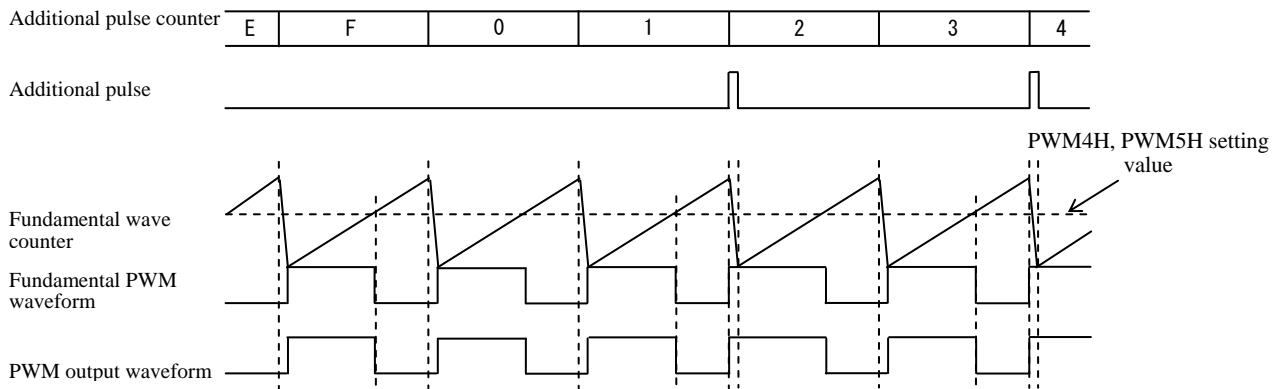 Additional pulse counter
E F 0 1 2 3 4
Additional pulse
PWM4H, PWM5H setting
value
Fundamental wave
counter
Fundamental PWM
waveform
PWM output waveform